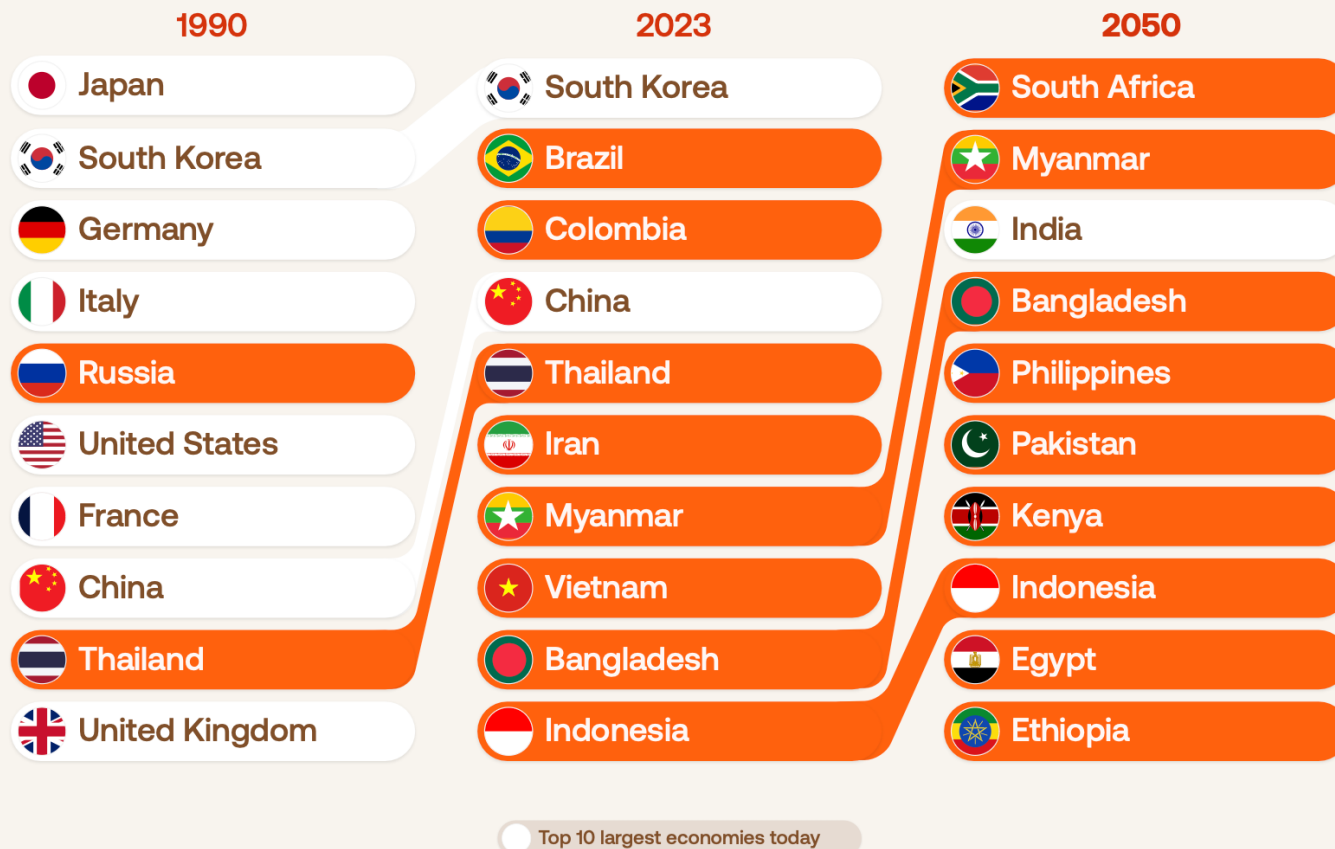 1990
Japan
South Korea
Germany
Italy
Russia
United States
France
China
Thailand
United Kingdom
2023
South Korea
Brazil
Colombia
China
Thailand
Iran
Myanmar
Vietnam
Bangladesh
Indonesia
2050
South Africa
Myanmar
India
Bangladesh
Philippines
Pakistan
Kenya
Indonesia
Egypt
Ethiopia
Top 10 largest economies today